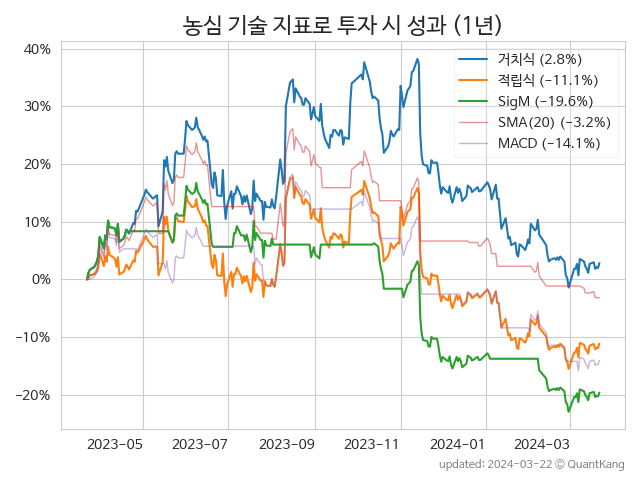 농심 기술 지표로 투자 시 성과 (1년)
거치식 (2.8%)
적립식 (−11.1%)
SigM (−19.6%)
SMA(20) (−3.2%)
MACD (−14.1%)
40%
30%
20%
10%
0%
−10%
−20%
2023-05 2023-07 2023-09 2023-11 2024-01 2024-03
updated: 2024-03-22 © QuantKang